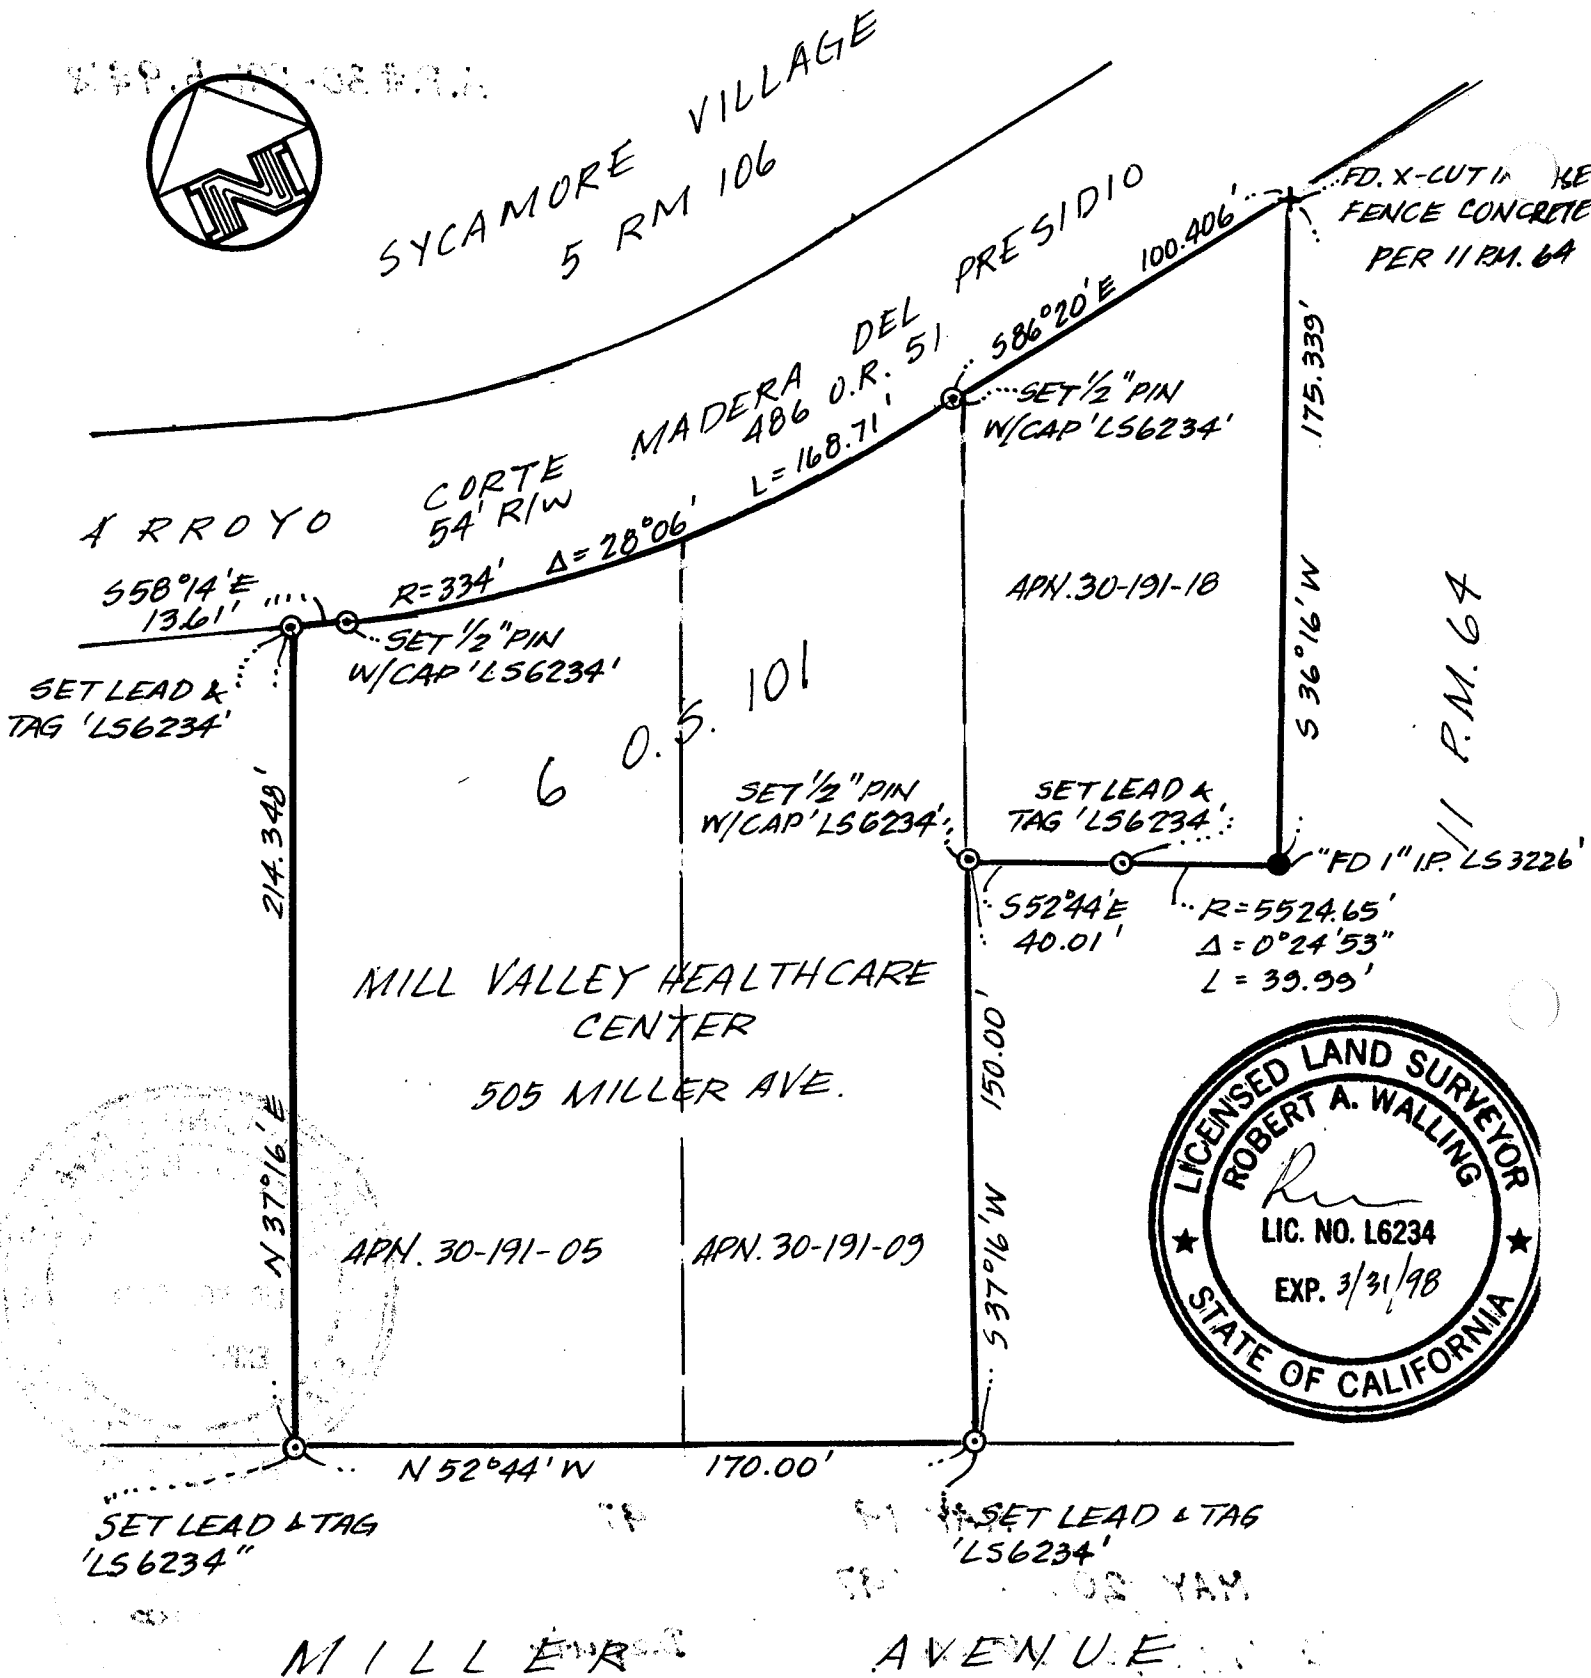 SYCAMORE VILLAGE
5 RM 106
FD. X-CUT
FENCE CONCRETE
PER 11 P.M. 64
ARROYO CORTE MADERA DEL PRESIDIO
54' R/W
486 O.R. 51
S58°14'E
13.61'
R=334' Δ=28°06' L=168.71'
S86°20'E 100.406'
SET 1/2" PIN
W/CAP 'LS6234'
SET 1/2" PIN
W/CAP 'LS6234'
SET LEAD &
TAG 'LS6234'
175.339'
S 36°16'W
APN. 30-191-18
11 P.M. 64
6 O.S. 101
214.348'
N 37°16'E
SET 1/2" PIN
W/CAP 'LS6234'
SET LEAD &
TAG 'LS6234'
"FD 1" I.P. LS 3226'
S52°44'E
40.01'
R=5524.65'
Δ=0°24'53"
L=39.99'
MILL VALLEY HEALTHCARE
CENTER
505 MILLER AVE.
150.00'
S 37°16'W
APN. 30-191-05
APN. 30-191-09
LICENSED LAND SURVEYOR
ROBERT A. WALLING
LIC. NO. L6234
EXP. 3/31/98
STATE OF CALIFORNIA
N 52°44'W 170.00'
SET LEAD & TAG
'LS6234"
SET LEAD & TAG
'LS6234'
MAY 20
MILLER AVENUE